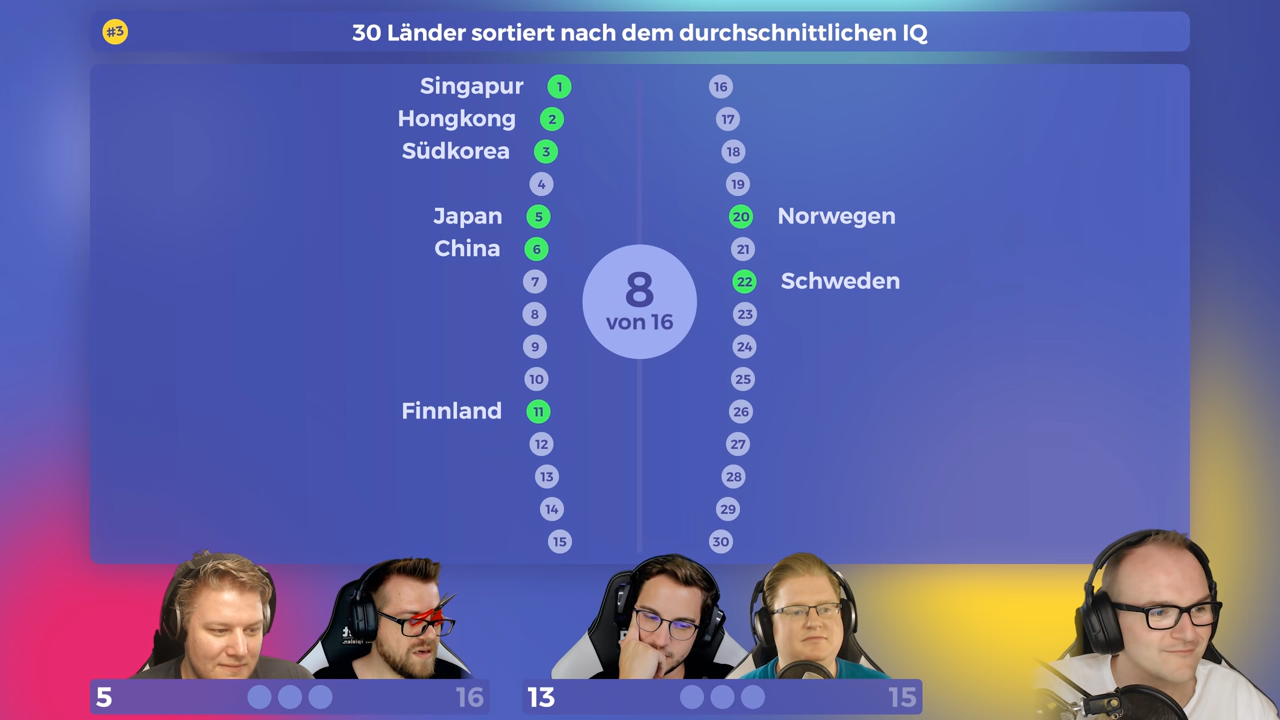 #3
30 Länder sortiert nach dem durchschnittlichen IQ
Singapur 1
Hongkong 2
Südkorea 3
4
Japan 5
China 6
7
8
9
10
Finnland 11
12
13
14
15
8
von 16
16
17
18
19
20 Norwegen
21
22 Schweden
23
24
25
26
27
28
29
30
5
16
13
15